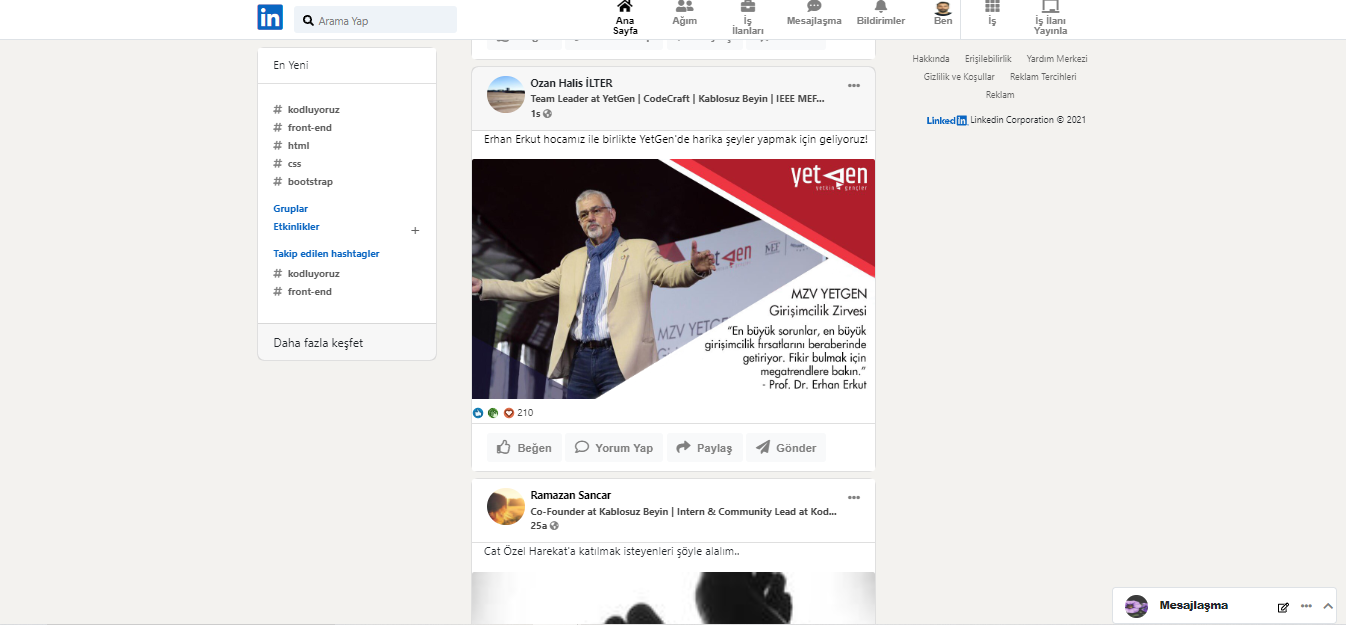 in
Arama Yap
Ana Sayfa
Ağım
İş İlanları
Mesajlaşma
Bildirimler
Ben
İş
İş İlanı Yayınla
En Yeni
# kodluyoruz
# front-end
# html
# css
# bootstrap
Gruplar
Etkinlikler
+
Takip edilen hashtagler
# kodluyoruz
# front-end
Daha fazla keşfet
Ozan Halis İLTER
Team Leader at YetGen | CodeCraft | Kablosuz Beyin | IEEE MEF...
1s
Erhan Erkut hocamız ile birlikte YetGen'de harika şeyler yapmak için geliyoruz!
yetgen
yetkin gençler
yetgen
MEF
MZV YETGEN
MZV YETGEN
Girişimcilik Zirvesi
"En büyük sorunlar, en büyük
girişimcilik fırsatlarını beraberinde
getiriyor. Fikir bulmak için
megatrendlere bakın."
- Prof. Dr. Erhan Erkut
210
Beğen
Yorum Yap
Paylaş
Gönder
Ramazan Sancar
Co-Founder at Kablosuz Beyin | Intern & Community Lead at Kod...
25a
Cat Özel Harekat'a katılmak isteyenleri şöyle alalım..
Hakkında Erişilebilirlik Yardım Merkezi
Gizlilik ve Koşullar Reklam Tercihleri
Reklam
Linked in Linkedin Corporation © 2021
Mesajlaşma